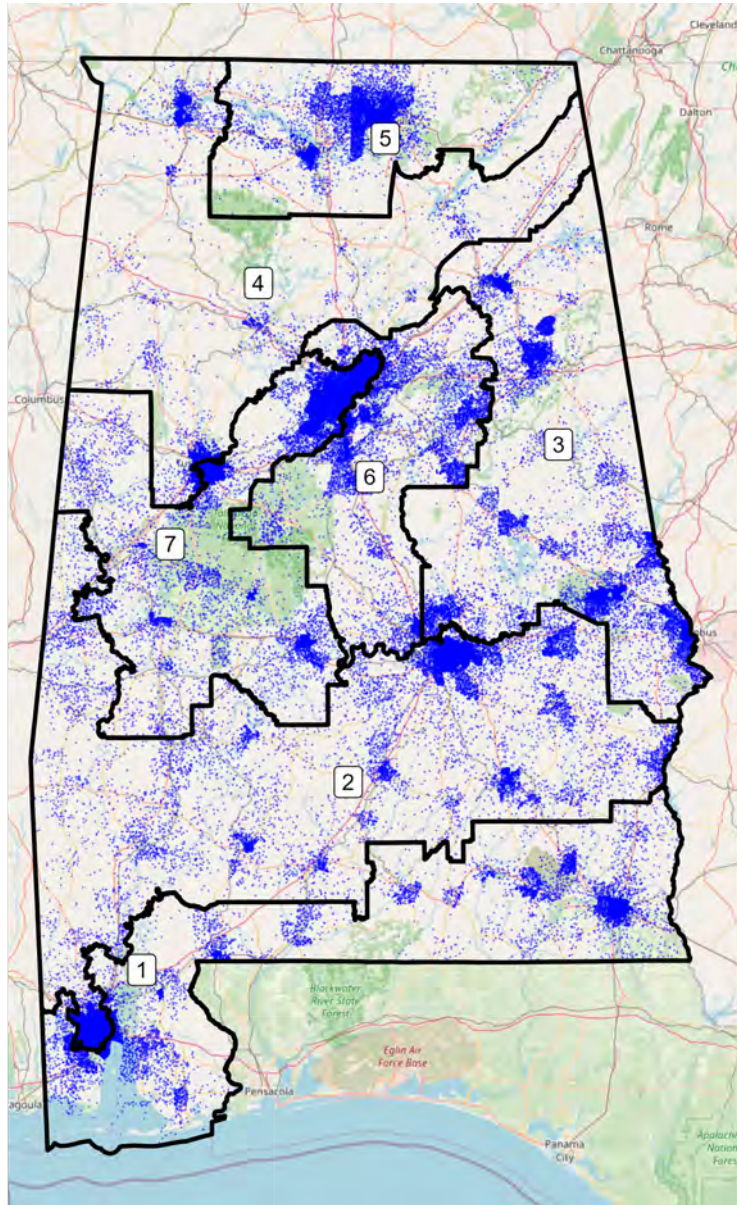 Cleveland
Chattanooga
Dalton
5
Rome
4
Columbus
3
6
7
2
1
Blackwater
River State
Forest
Eglin Air
Force Base
Pensacola
Panama
City